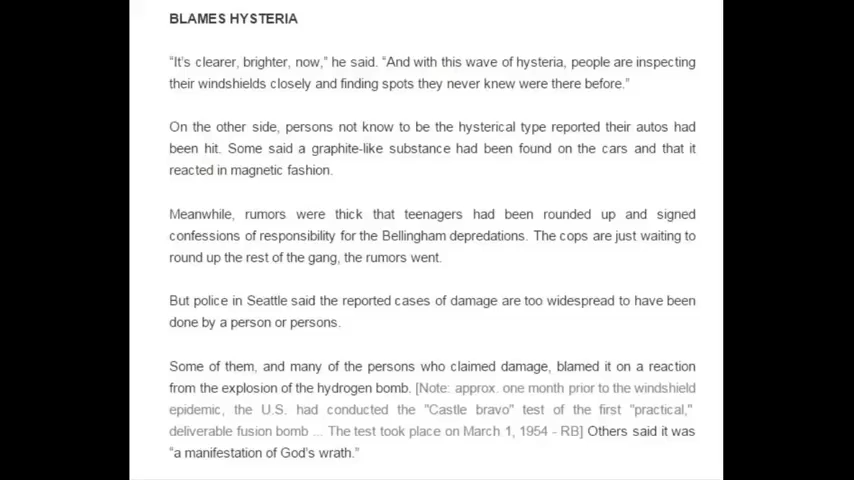 BLAMES HYSTERIA
“It’s clearer, brighter, now,” he said. “And with this wave of hysteria, people are inspecting
their windshields closely and finding spots they never knew were there before.”
On the other side, persons not know to be the hysterical type reported their autos had
been hit. Some said a graphite-like substance had been found on the cars and that it
reacted in magnetic fashion.
Meanwhile, rumors were thick that teenagers had been rounded up and signed
confessions of responsibility for the Bellingham depredations. The cops are just waiting to
round up the rest of the gang, the rumors went.
But police in Seattle said the reported cases of damage are too widespread to have been
done by a person or persons.
Some of them, and many of the persons who claimed damage, blamed it on a reaction
from the explosion of the hydrogen bomb. [Note: approx. one month prior to the windshield
epidemic, the U.S. had conducted the "Castle bravo" test of the first "practical,"
deliverable fusion bomb ... The test took place on March 1, 1954 - RB] Others said it was
“a manifestation of God’s wrath.”